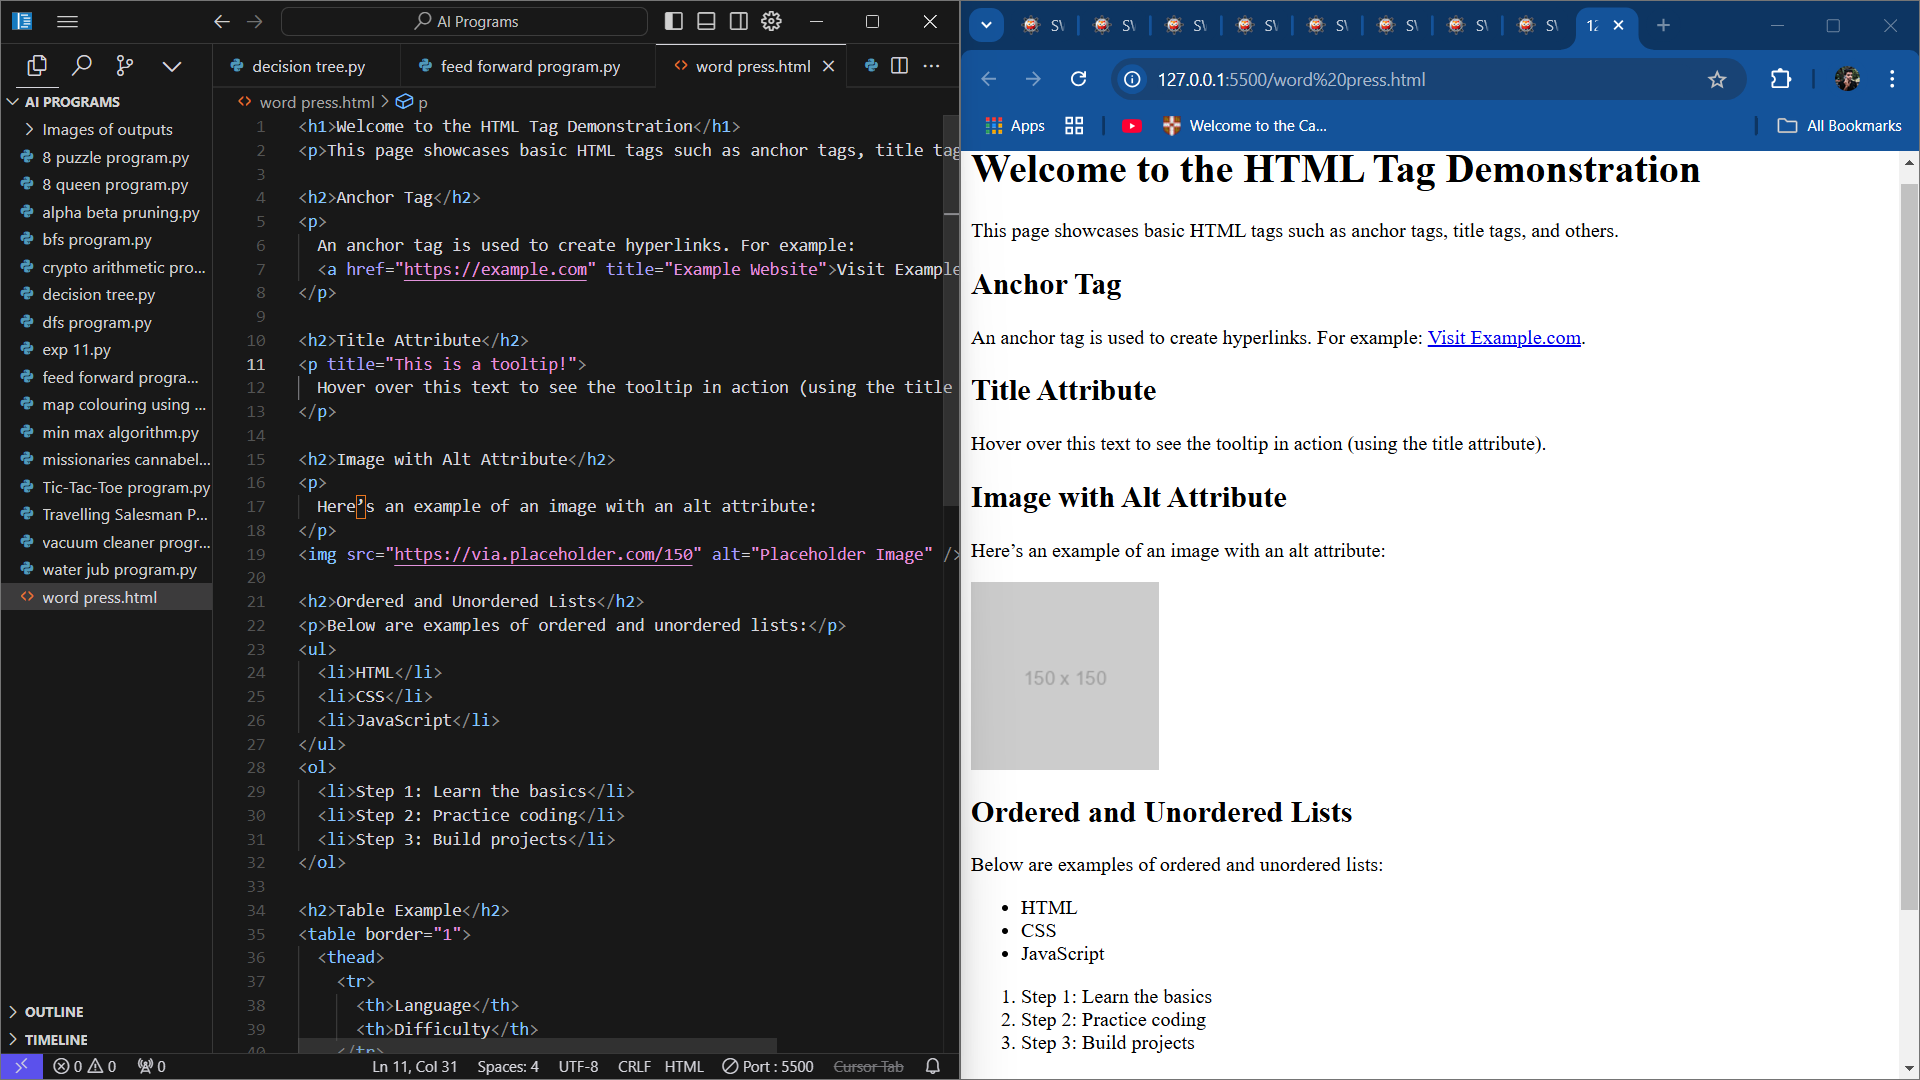 AI Programs
decision tree.py
feed forward program.py
word press.html
AI PROGRAMS
Images of outputs
8 puzzle program.py
8 queen program.py
alpha beta pruning.py
bfs program.py
crypto arithmetic pro...
decision tree.py
dfs program.py
exp 11.py
feed forward progra...
map colouring using ...
min max algorithm.py
missionaries cannabel...
Tic-Tac-Toe program.py
Travelling Salesman P...
vacuum cleaner progr...
water jub program.py
word press.html
OUTLINE
TIMELINE
word press.html > p
1 <h1>Welcome to the HTML Tag Demonstration</h1>
2 <p>This page showcases basic HTML tags such as anchor tags, title tag
3
4 <h2>Anchor Tag</h2>
5 <p>
6 An anchor tag is used to create hyperlinks. For example:
7 <a href="https://example.com" title="Example Website">Visit Example
8 </p>
9
10 <h2>Title Attribute</h2>
11 <p title="This is a tooltip!">
12 Hover over this text to see the tooltip in action (using the title
13 </p>
14
15 <h2>Image with Alt Attribute</h2>
16 <p>
17 Here’s an example of an image with an alt attribute:
18 </p>
19 <img src="https://via.placeholder.com/150" alt="Placeholder Image" />
20
21 <h2>Ordered and Unordered Lists</h2>
22 <p>Below are examples of ordered and unordered lists:</p>
23 <ul>
24 <li>HTML</li>
25 <li>CSS</li>
26 <li>JavaScript</li>
27 </ul>
28 <ol>
29 <li>Step 1: Learn the basics</li>
30 <li>Step 2: Practice coding</li>
31 <li>Step 3: Build projects</li>
32 </ol>
33
34 <h2>Table Example</h2>
35 <table border="1">
36 <thead>
37 <tr>
38 <th>Language</th>
39 <th>Difficulty</th>
40 </tr>
0 0 0 Ln 11, Col 31 Spaces: 4 UTF-8 CRLF HTML Port : 5500 Cursor Tab
SV SV SV SV SV SV SV SV 12
127.0.0.1:5500/word%20press.html
Apps Welcome to the Ca... All Bookmarks
Welcome to the HTML Tag Demonstration
This page showcases basic HTML tags such as anchor tags, title tags, and others.
Anchor Tag
An anchor tag is used to create hyperlinks. For example: Visit Example.com.
Title Attribute
Hover over this text to see the tooltip in action (using the title attribute).
Image with Alt Attribute
Here’s an example of an image with an alt attribute:
150 x 150
Ordered and Unordered Lists
Below are examples of ordered and unordered lists:
• HTML
• CSS
• JavaScript
1. Step 1: Learn the basics
2. Step 2: Practice coding
3. Step 3: Build projects